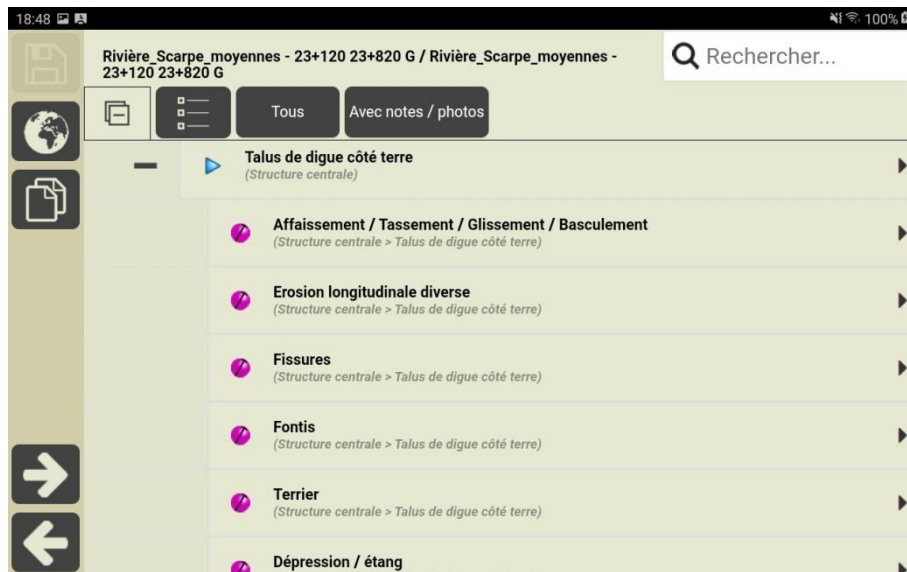 18:48
100%
Rivière_Scarpe_moyennes - 23+120 23+820 G / Rivière_Scarpe_moyennes -
23+120 23+820 G
Rechercher...
Tous
Avec notes / photos
Talus de digue côté terre
(Structure centrale)
Affaissement / Tassement / Glissement / Basculement
(Structure centrale > Talus de digue côté terre)
Erosion longitudinale diverse
(Structure centrale > Talus de digue côté terre)
Fissures
(Structure centrale > Talus de digue côté terre)
Fontis
(Structure centrale > Talus de digue côté terre)
Terrier
(Structure centrale > Talus de digue côté terre)
Dépression / étang